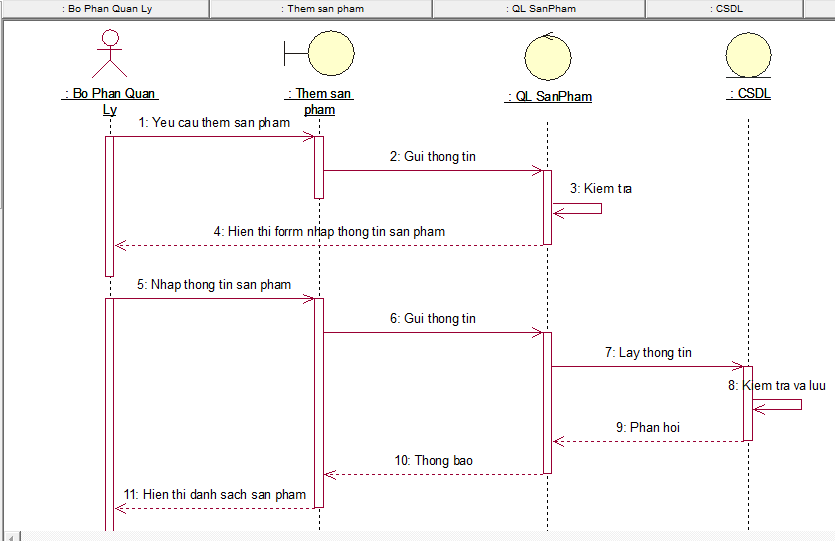 : Bo Phan Quan Ly
: Them san pham
: QL SanPham
: CSDL
: Bo Phan Quan
Ly
: Them san
pham
: QL SanPham
: CSDL
1: Yeu cau them san pham
2: Gui thong tin
3: Kiem tra
4: Hien thi forrm nhap thong tin san pham
5: Nhap thong tin san pham
6: Gui thong tin
7: Lay thong tin
8: Kiem tra va luu
9: Phan hoi
10: Thong bao
11: Hien thi danh sach san pham